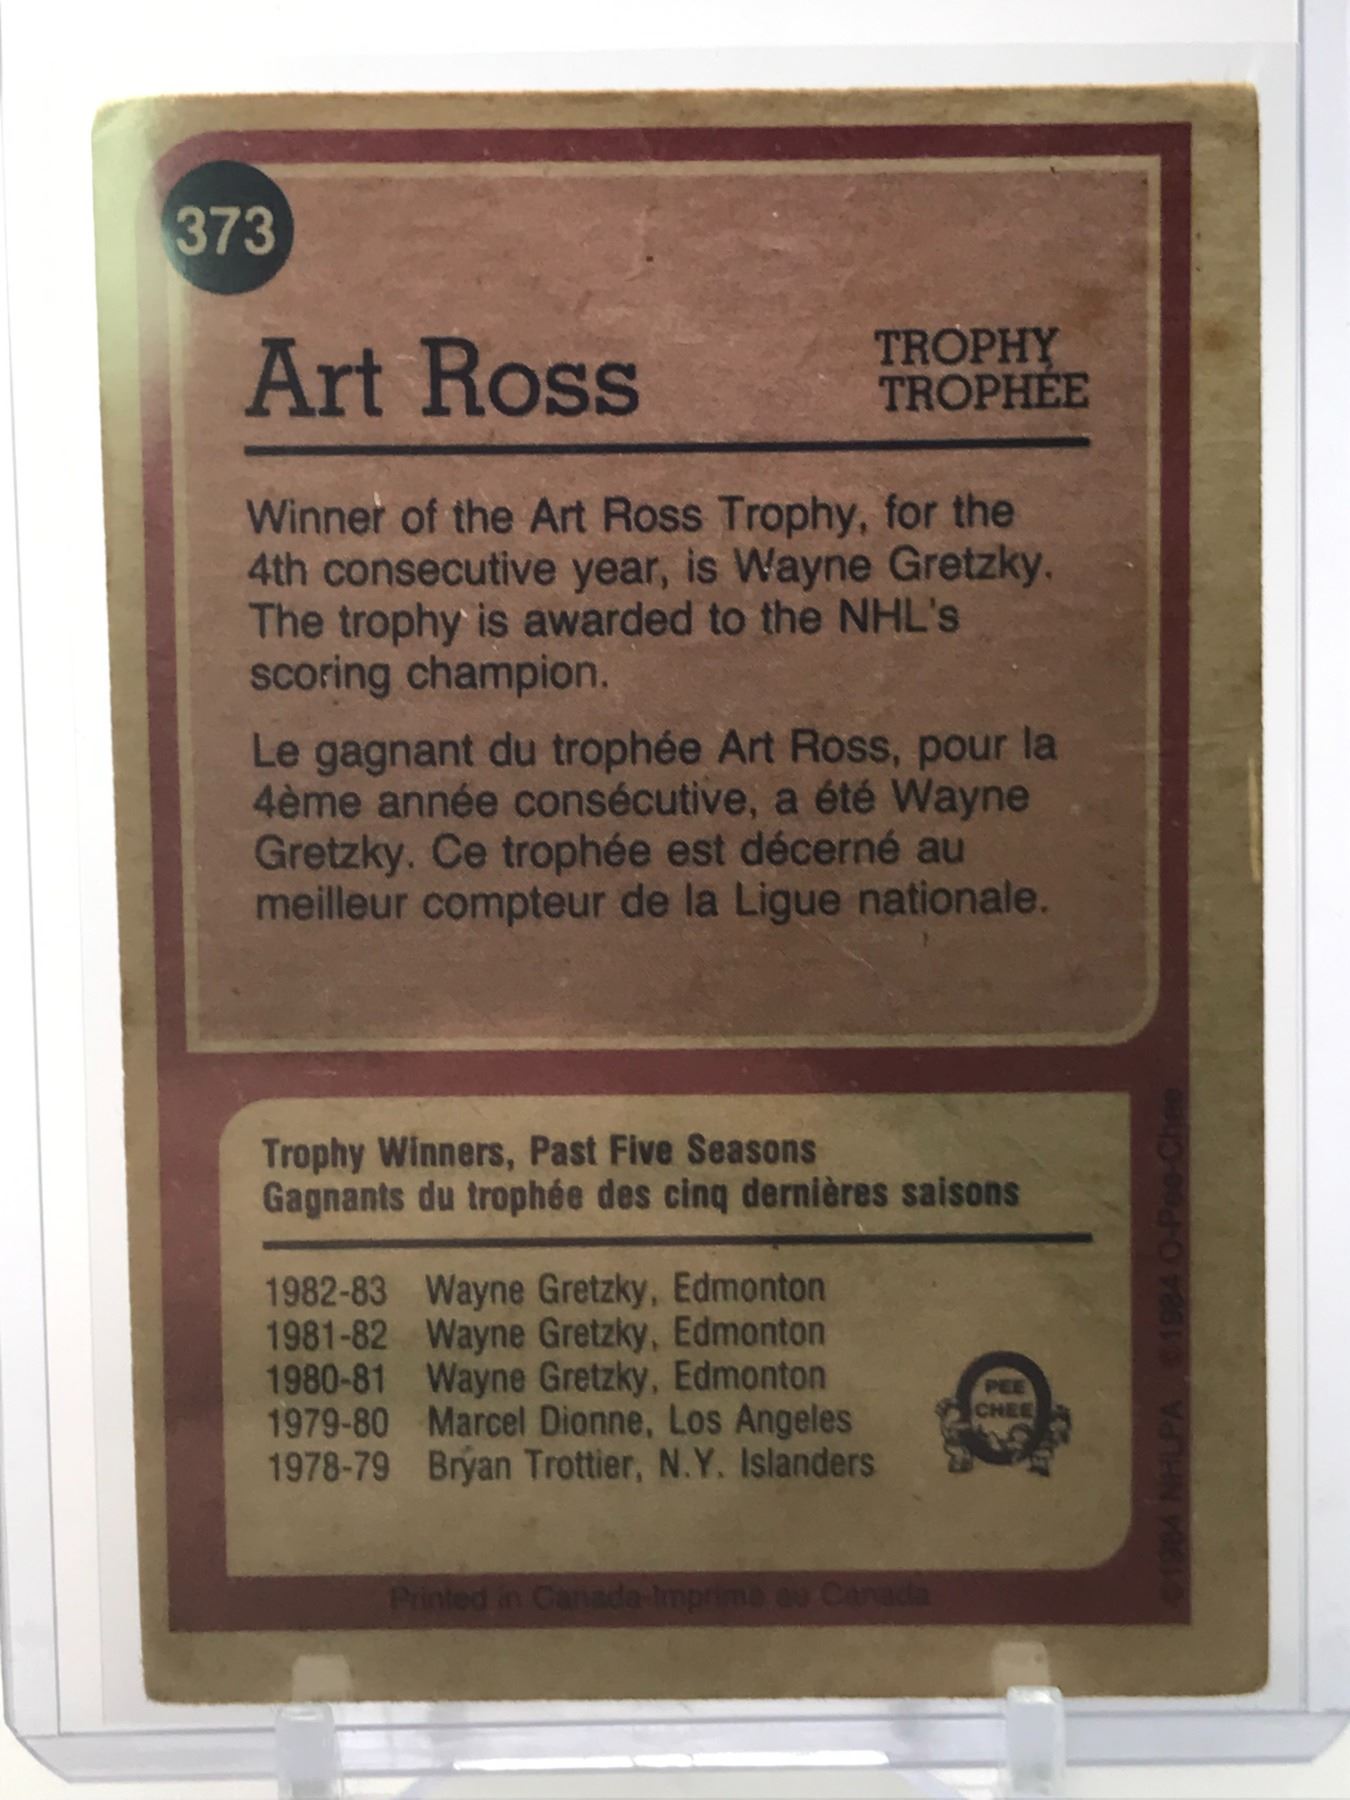 373
Art Ross
TROPHY
TROPHÉE
Winner of the Art Ross Trophy, for the
4th consecutive year, is Wayne Gretzky.
The trophy is awarded to the NHL's
scoring champion.
Le gagnant du trophée Art Ross, pour la
4ème année consécutive, a été Wayne
Gretzky. Ce trophée est décerné au
meilleur compteur de la Ligue nationale.
Trophy Winners, Past Five Seasons
Gagnants du trophée des cinq dernières saisons
1982-83 Wayne Gretzky, Edmonton
1981-82 Wayne Gretzky, Edmonton
1980-81 Wayne Gretzky, Edmonton
1979-80 Marcel Dionne, Los Angeles
1978-79 Bryan Trottier, N.Y. Islanders
PEE
CHEE
©1984 NHLPA ©1984 O-Pee-Chee
Printed in Canada-Imprimé au Canada